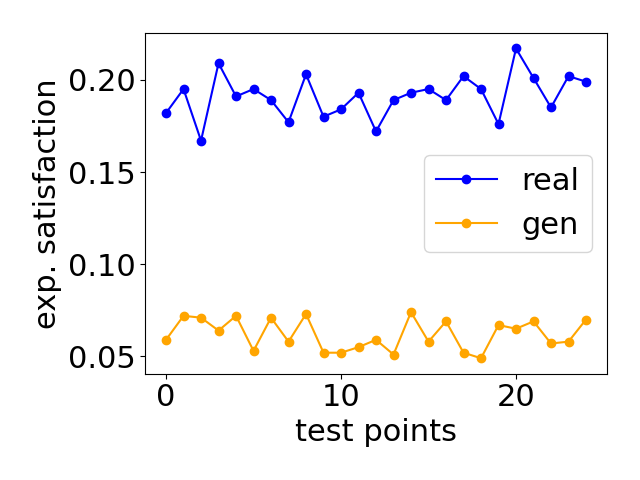 exp. satisfaction
0.20
0.15
0.10
0.05
real
gen
0 10 20
test points